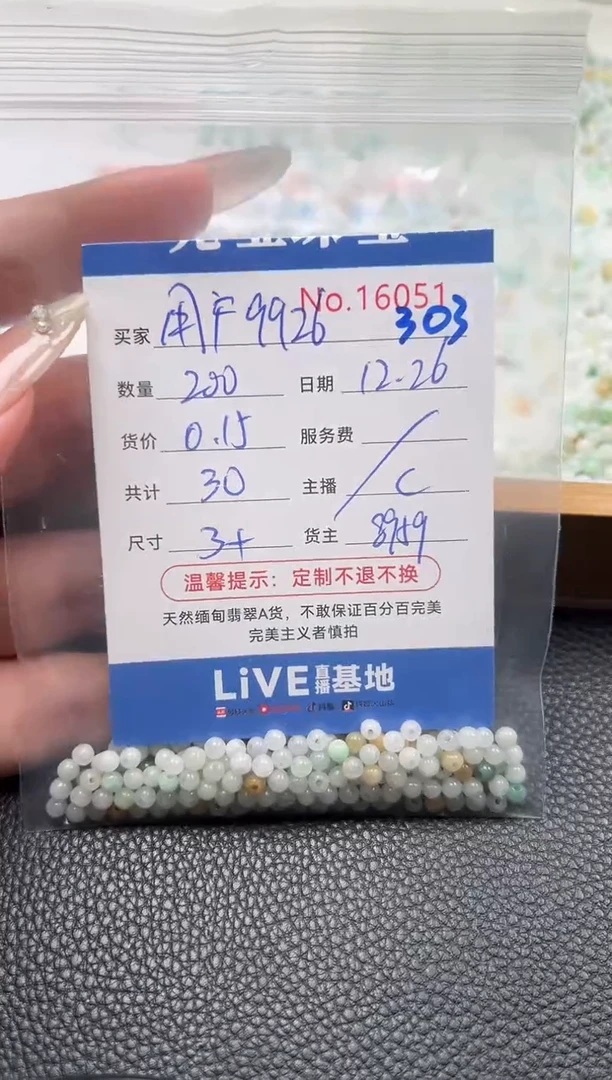 No.16051
买家 用户9926 303
数量 200 日期 12.26
货价 0.15 服务费 /
共计 30 主播 C
尺寸 3+ 货主
温馨提示：定制不退不换
天然缅甸翡翠A货，不敢保证百分百完美
完美主义者慎拍
LiVE直播基地